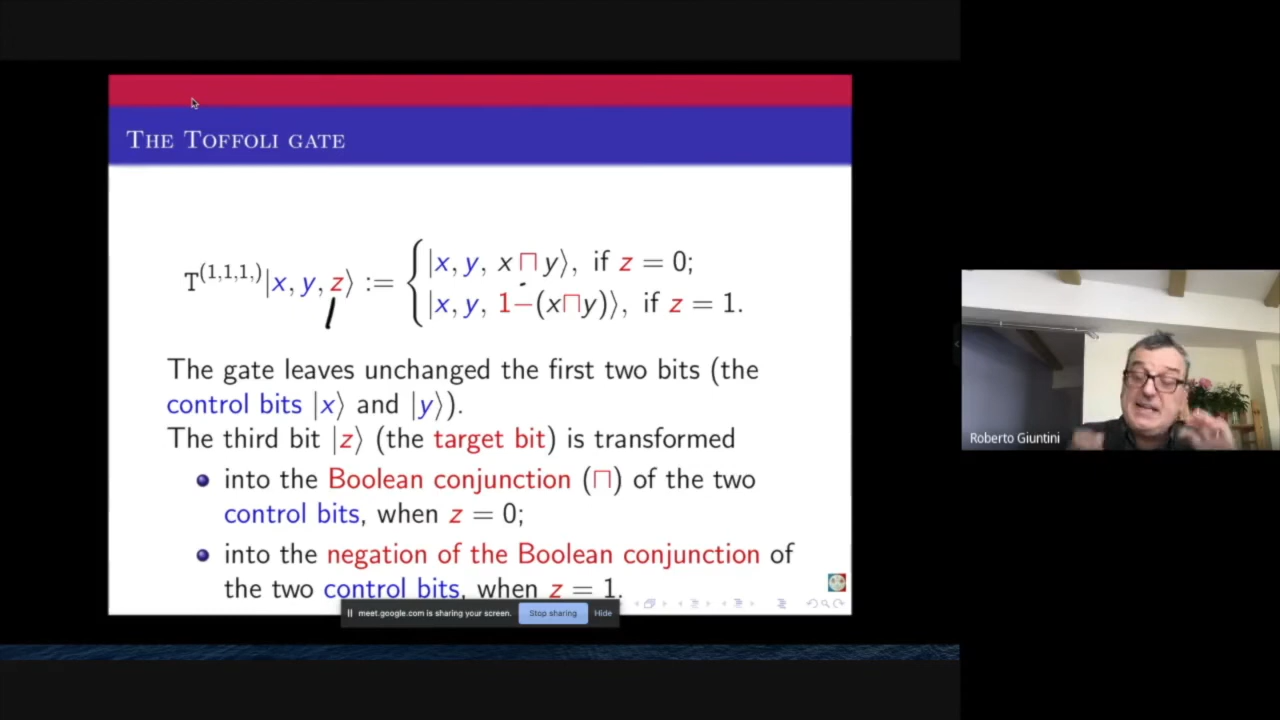 THE TOFFOLI GATE
T^(1,1,1,)|x, y, z⟩ := { |x, y, x ⊓ y⟩, if z = 0;
|x, y, 1−(x⊓y)⟩, if z = 1.
The gate leaves unchanged the first two bits (the
control bits |x⟩ and |y⟩).
The third bit |z⟩ (the target bit) is transformed
into the Boolean conjunction (⊓) of the two
control bits, when z = 0;
into the negation of the Boolean conjunction of
the two control bits, when z = 1.
meet.google.com is sharing your screen. Stop sharing Hide
Roberto Giuntini